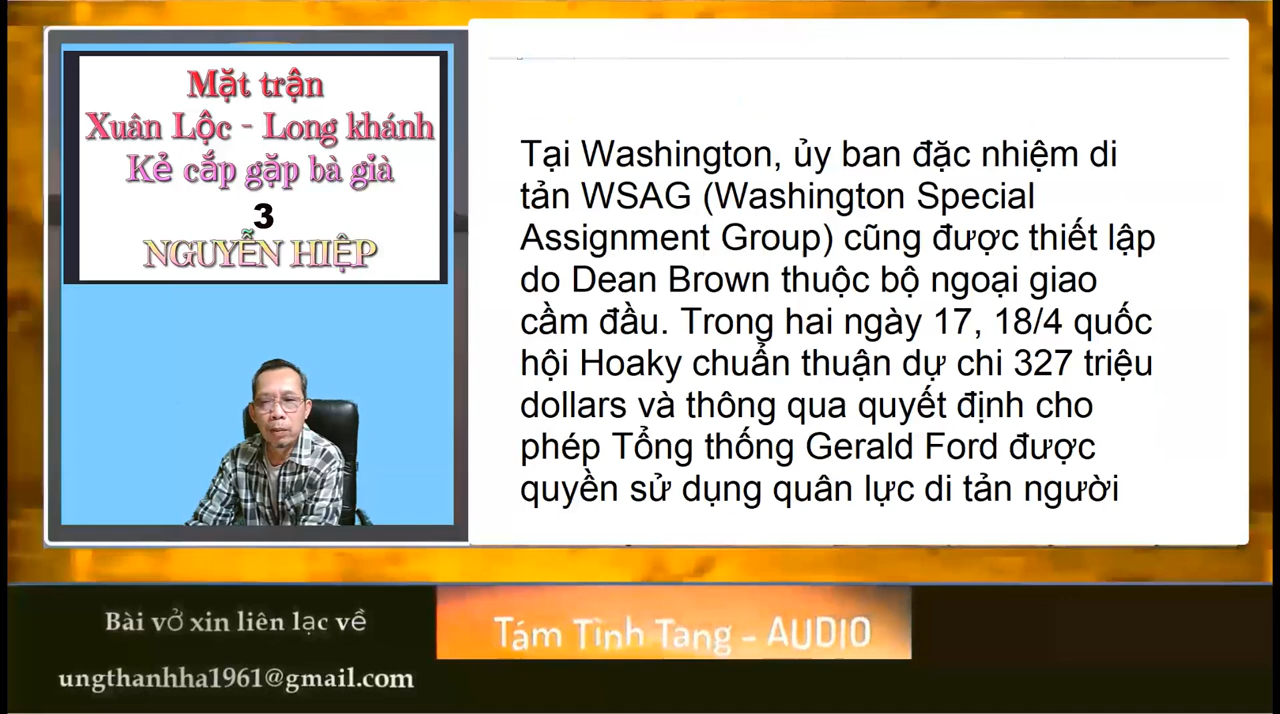 Mặt trận
Xuân Lộc - Long khánh
Kẻ cắp gặp bà già
3
NGUYỄN HIỆP
Tại Washington, ủy ban đặc nhiệm di
tản WSAG (Washington Special
Assignment Group) cũng được thiết lập
do Dean Brown thuộc bộ ngoại giao
cầm đầu. Trong hai ngày 17, 18/4 quốc
hội Hoaky chuẩn thuận dự chi 327 triệu
dollars và thông qua quyết định cho
phép Tổng thống Gerald Ford được
quyền sử dụng quân lực di tản người
Bài vở xin liên lạc về
ungthanhha1961@gmail.com
Tám Tình Tang - AUDIO